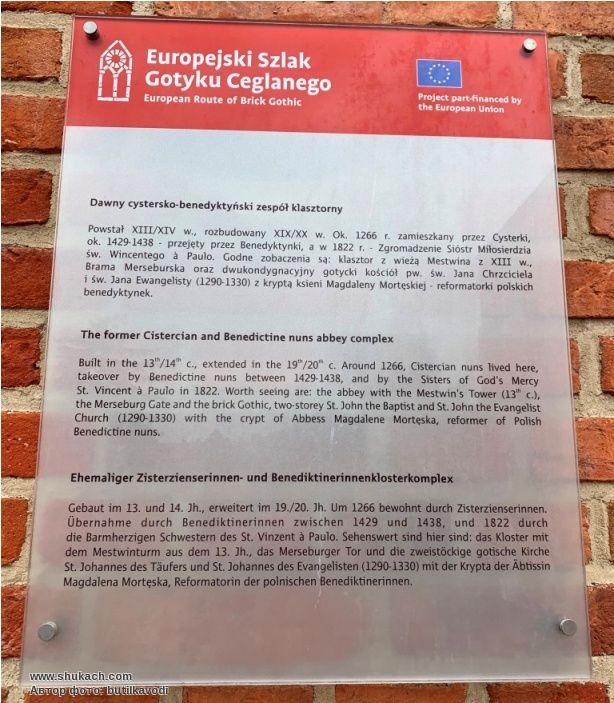 Europejski Szlak
Gotyku Ceglanego
European Route of Brick Gothic
Project part-financed by
the European Union
Dawny cystersko-benedyktyński zespół klasztorny
Powstał XIII/XIV w., rozbudowany XIX/XX w. Ok. 1266 r. zamieszkany przez Cysterki,
ok. 1429-1438 - przejęty przez Benedyktynki, a w 1822 r. - Zgromadzenie Sióstr Miłosierdzia
św. Wincentego à Paulo. Godne zobaczenia są: klasztor z wieżą Mestwina z XIII w.,
Brama Merseburska oraz dwukondygnacyjny gotycki kościół pw. św. Jana Chrzciciela
i św. Jana Ewangelisty (1290-1330) z kryptą ksieni Magdaleny Mortęskiej - reformatorki polskich
benedyktynek.
The former Cistercian and Benedictine nuns abbey complex
Built in the 13th/14th c., extended in the 19th/20th c. Around 1266, Cistercian nuns lived here,
takeover by Benedictine nuns between 1429-1438, and by the Sisters of God's Mercy
St. Vincent à Paulo in 1822. Worth seeing are: the abbey with the Mestwin's Tower (13th c.),
the Merseburg Gate and the brick Gothic, two-storey St. John the Baptist and St. John the Evangelist
Church (1290-1330) with the crypt of Abbess Magdalene Mortęska, reformer of Polish
Benedictine nuns.
Ehemaliger Zisterzienserinnen- und Benediktinerinnenklosterkomplex
Gebaut im 13. und 14. Jh., erweitert im 19./20. Jh. Um 1266 bewohnt durch Zisterzienserinnen.
Übernahme durch Benediktinerinnen zwischen 1429 und 1438, und 1822 durch
die Barmherzigen Schwestern des St. Vinzent à Paulo. Sehenswert sind hier sind: das Kloster mit
dem Mestwinturm aus dem 13. Jh., das Merseburger Tor und die zweistöckige gotische Kirche
St. Johannes des Täufers und St. Johannes des Evangelisten (1290-1330) mit der Krypta der Äbtissin
Magdalena Mortęska, Reformatorin der polnischen Benediktinerinnen.
www.shukach.com
Автор фото: butilkavodi